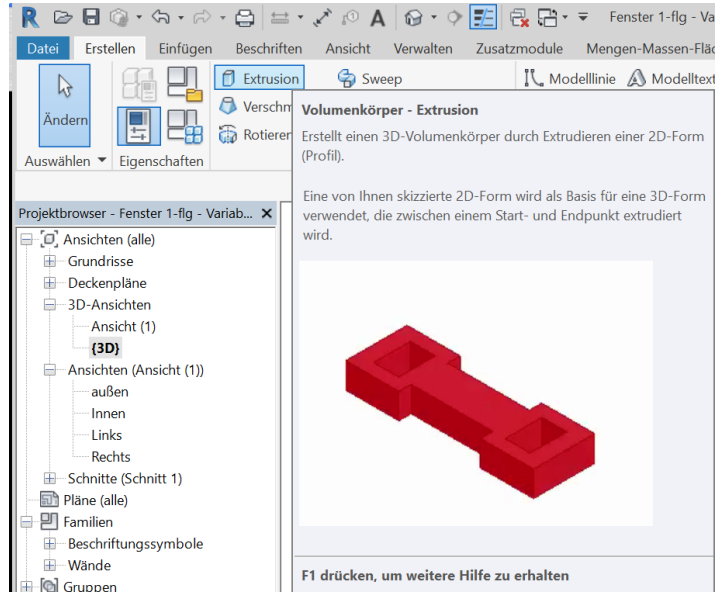 R A Fenster 1-flg - Va
Datei Erstellen Einfügen Beschriften Ansicht Verwalten Zusatzmodule Mengen-Massen-Fläc
Ändern
Auswählen
Eigenschaften
Extrusion
Sweep
Modelllinie
Modelltext
Verschm
Rotieren
Volumenkörper - Extrusion
Erstellt einen 3D-Volumenkörper durch Extrudieren einer 2D-Form
(Profil).
Eine von Ihnen skizzierte 2D-Form wird als Basis für eine 3D-Form
verwendet, die zwischen einem Start- und Endpunkt extrudiert
wird.
F1 drücken, um weitere Hilfe zu erhalten
Projektbrowser - Fenster 1-flg - Variab...
Ansichten (alle)
Grundrisse
Deckenpläne
3D-Ansichten
Ansicht (1)
{3D}
Ansichten (Ansicht (1))
außen
Innen
Links
Rechts
Schnitte (Schnitt 1)
Pläne (alle)
Familien
Beschriftungssymbole
Wände
Gruppen